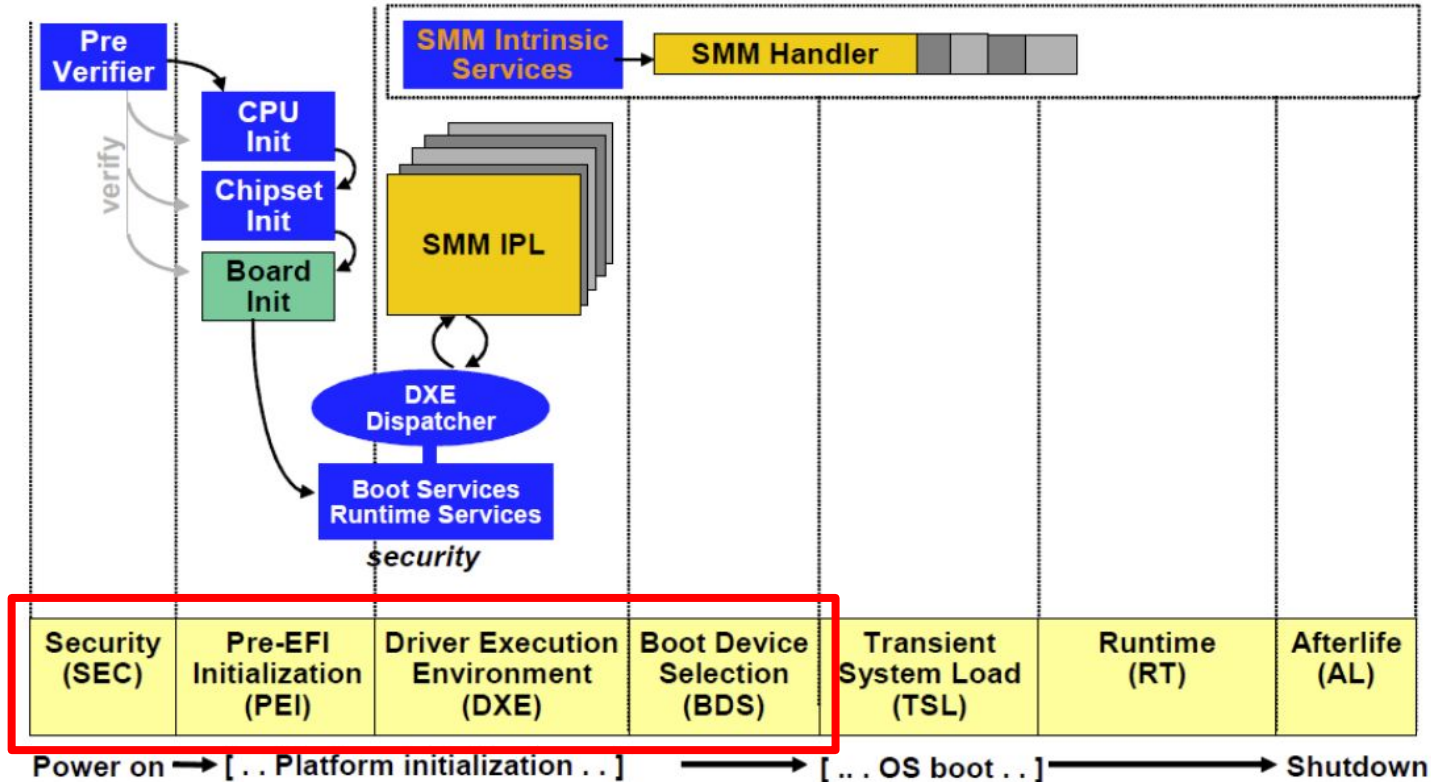 Pre
Verifier
SMM Intrinsic
Services
SMM Handler
CPU
Init
verify
Chipset
Init
Board
Init
SMM IPL
DXE
Dispatcher
Boot Services
Runtime Services
security
Security
(SEC)
Pre-EFI
Initialization
(PEI)
Driver Execution
Environment
(DXE)
Boot Device
Selection
(BDS)
Transient
System Load
(TSL)
Runtime
(RT)
Afterlife
(AL)
Power on [ . . Platform initialization . . ] [ .. . OS boot . . ] Shutdown